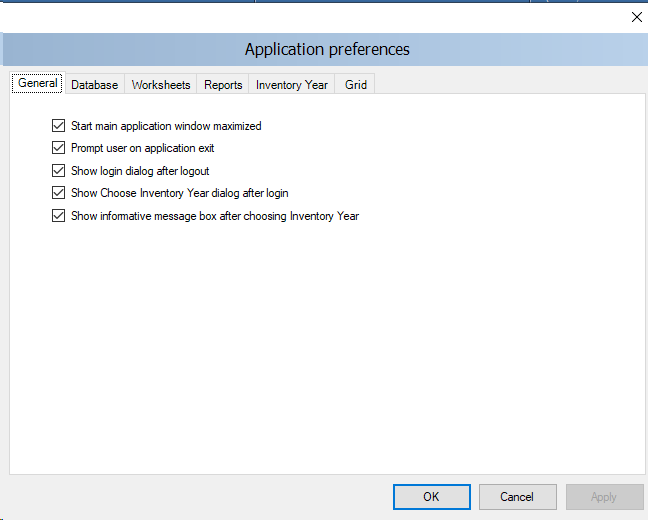 Application preferences
General Database Worksheets Reports Inventory Year Grid
Start main application window maximized
Prompt user on application exit
Show login dialog after logout
Show Choose Inventory Year dialog after login
Show informative message box after choosing Inventory Year
OK Cancel Apply